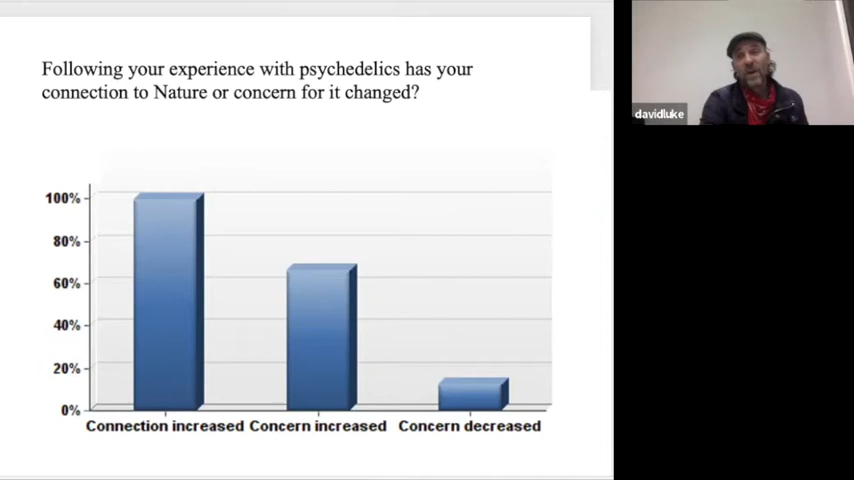 Following your experience with psychedelics has your
connection to Nature or concern for it changed?
davidluke
100%
80%
60%
40%
20%
0%
Connection increased Concern increased Concern decreased